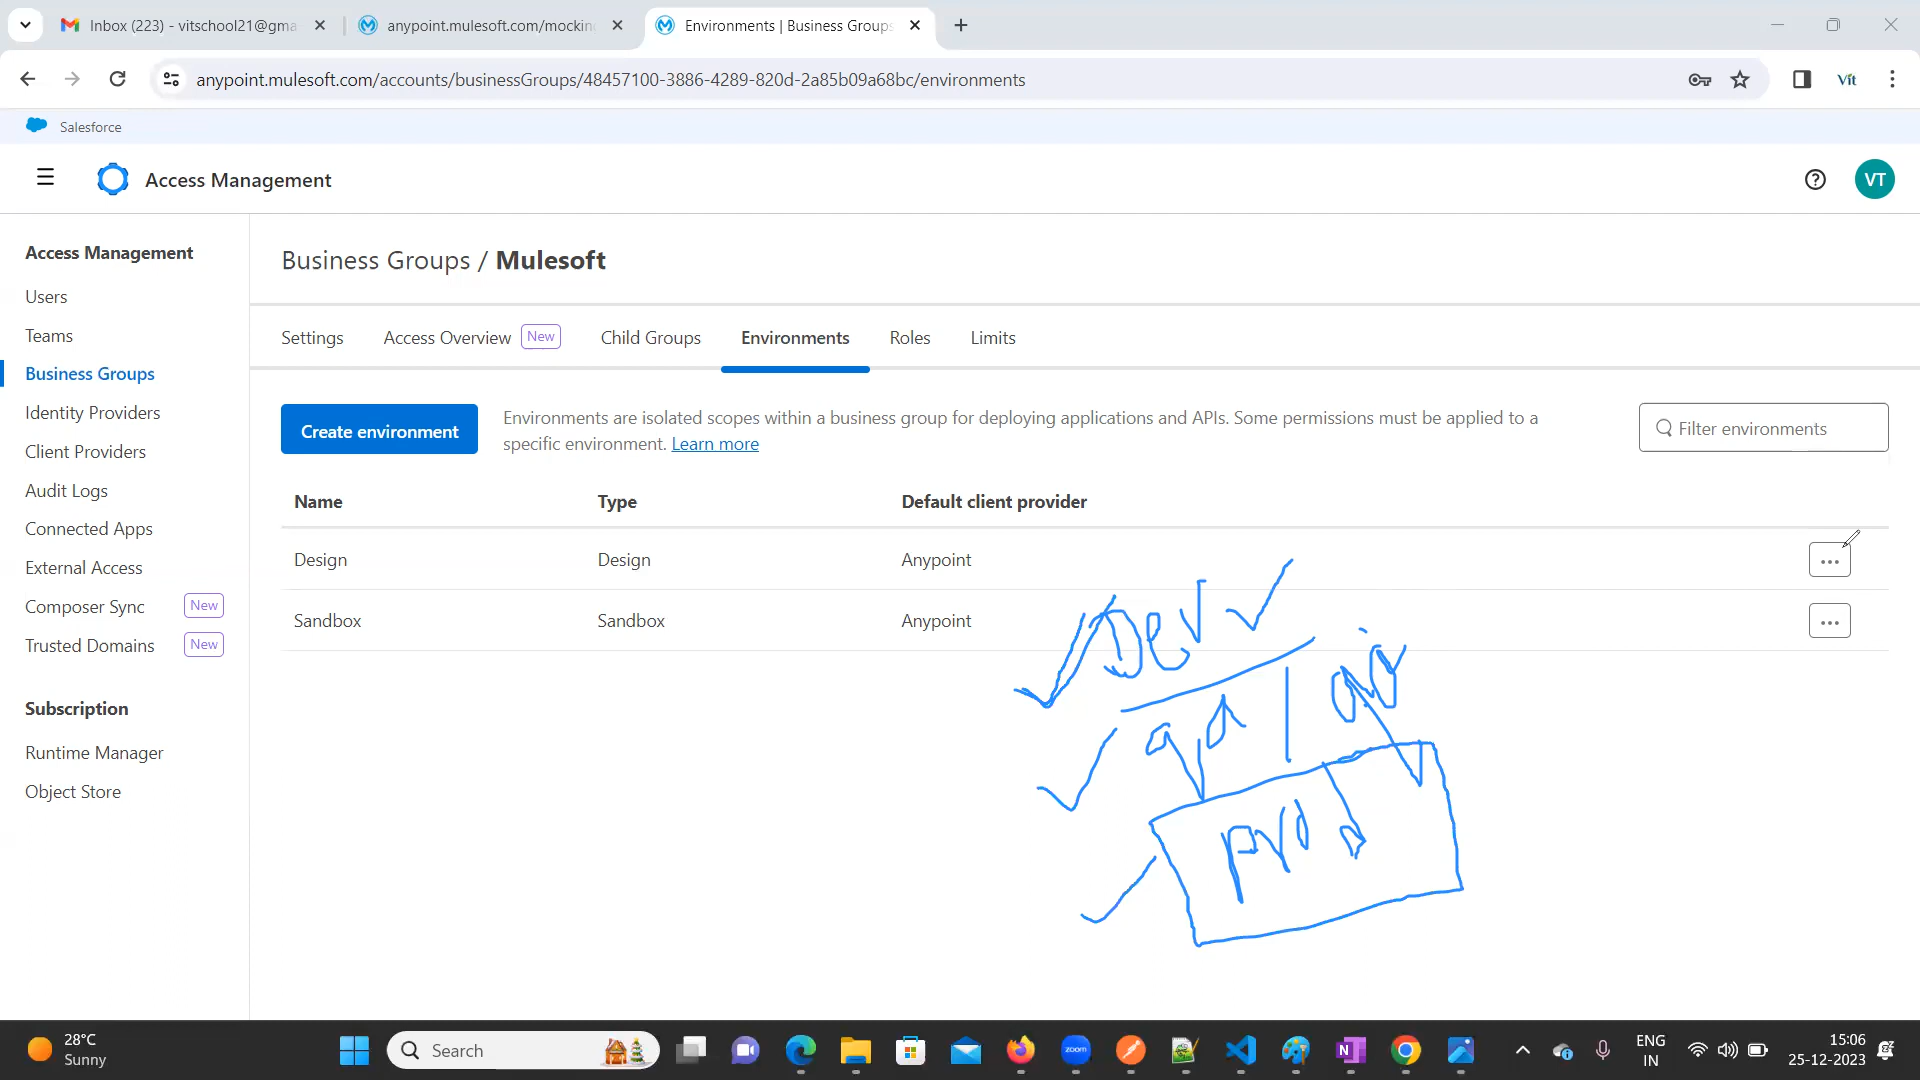 Inbox (223) - vitschool21@gma
anypoint.mulesoft.com/mockin
Environments | Business Groups
anypoint.mulesoft.com/accounts/businessGroups/48457100-3886-4289-820d-2a85b09a68bc/environments
Vit
Salesforce
Access Management
VT
Access Management
Users
Teams
Business Groups
Identity Providers
Client Providers
Audit Logs
Connected Apps
External Access
Composer Sync New
Trusted Domains New
Subscription
Runtime Manager
Object Store
Business Groups / Mulesoft
Settings Access Overview New Child Groups Environments Roles Limits
Create environment
Environments are isolated scopes within a business group for deploying applications and APIs. Some permissions must be applied to a
specific environment. Learn more
Filter environments
Name Type Default client provider
Design Design Anypoint
Sandbox Sandbox Anypoint
Dev
qa
prod
28°C
Sunny
Search
zoom
ENG
IN
15:06
25-12-2023